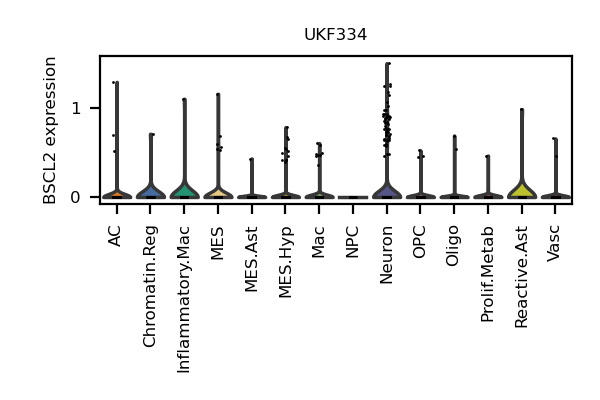 UKF334
BSCL2 expression
1
0
AC
Chromatin.Reg
Inflammatory.Mac
MES
MES.Ast
MES.Hyp
Mac
NPC
Neuron
OPC
Oligo
Prolif.Metab
Reactive.Ast
Vasc